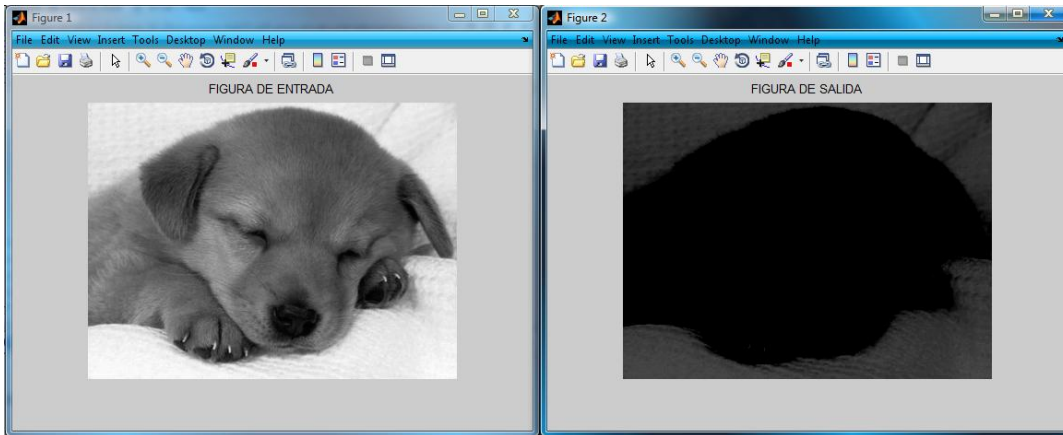 Figure 1
File Edit View Insert Tools Desktop Window Help
FIGURA DE ENTRADA
Figure 2
File Edit View Insert Tools Desktop Window Help
FIGURA DE SALIDA